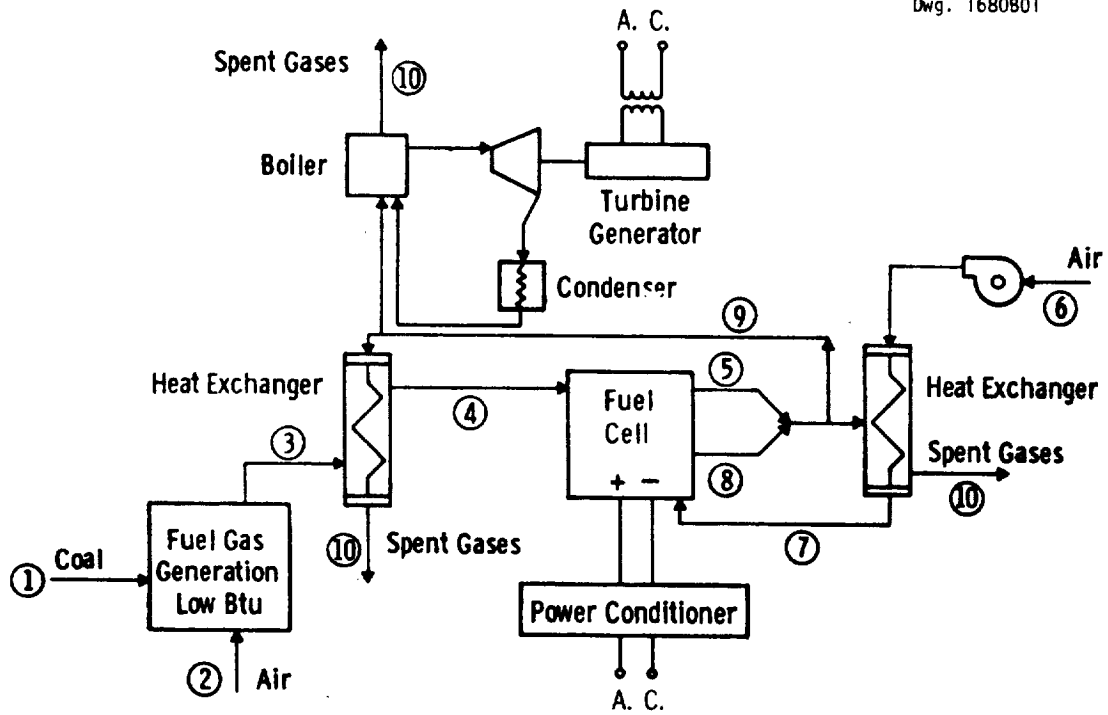 Dwg. 1680B01
A. C.
Spent Gases
⑩
Boiler
Turbine
Generator
Condenser
Air
⑥
⑨
Heat Exchanger
④
⑤
Fuel
Cell
+ −
⑧
Heat Exchanger
Spent Gases
⑩
③
⑦
⑩
Spent Gases
① Coal
Fuel Gas
Generation
Low Btu
② Air
Power Conditioner
A. C.